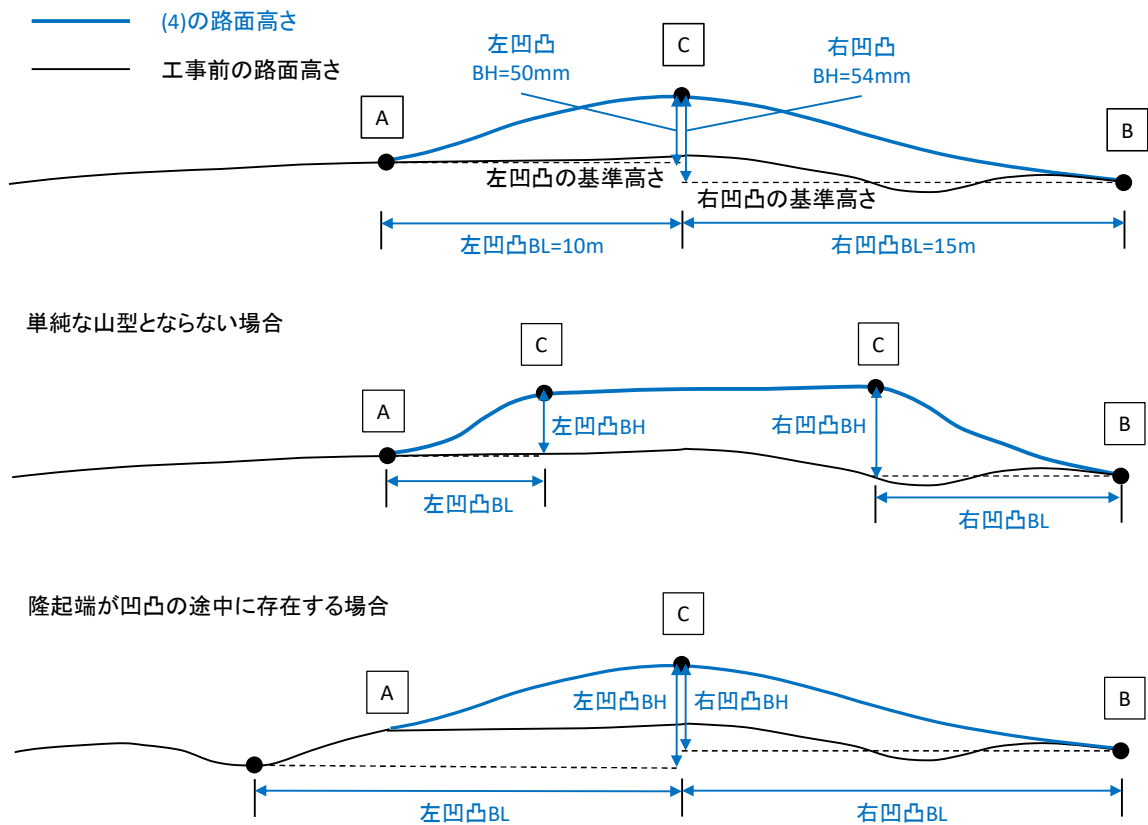 (4)の路面高さ
工事前の路面高さ
左凹凸
BH=50mm
C
右凹凸
BH=54mm
A
B
左凹凸の基準高さ
右凹凸の基準高さ
左凹凸BL=10m
右凹凸BL=15m
単純な山型とならない場合
C
C
A
左凹凸BH
右凹凸BH
B
左凹凸BL
右凹凸BL
隆起端が凹凸の途中に存在する場合
C
A
左凹凸BH
右凹凸BH
B
左凹凸BL
右凹凸BL